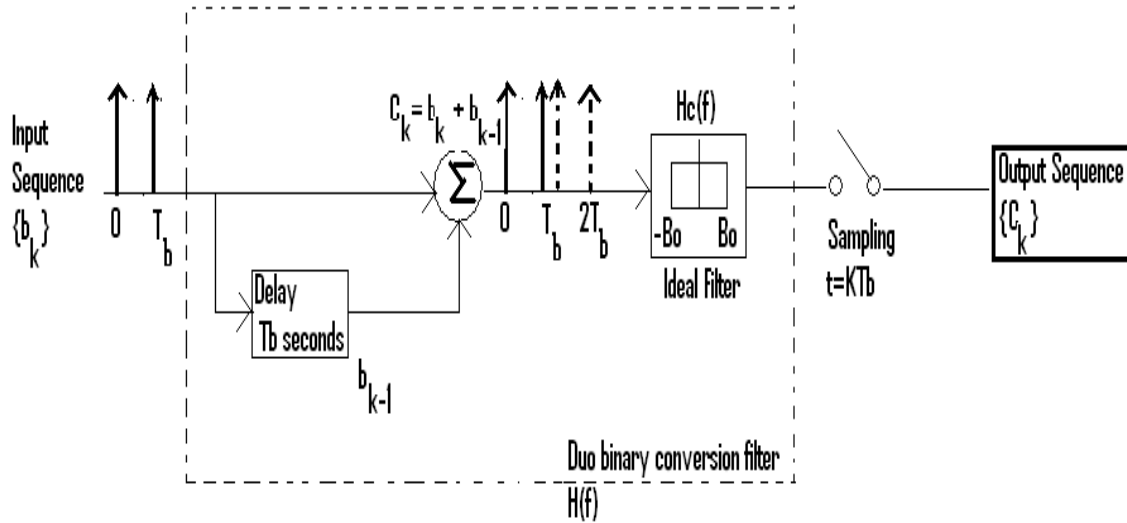 Input
Sequence
{b_k}
0
T_b
C_k = b_k + b_k-1
Σ
0
T_b
2T_b
Delay
Tb seconds
b_k-1
Hc(f)
-Bo
Bo
Ideal Filter
Sampling
t=KTb
Output Sequence
{C_k}
Duo binary conversion filter
H(f)